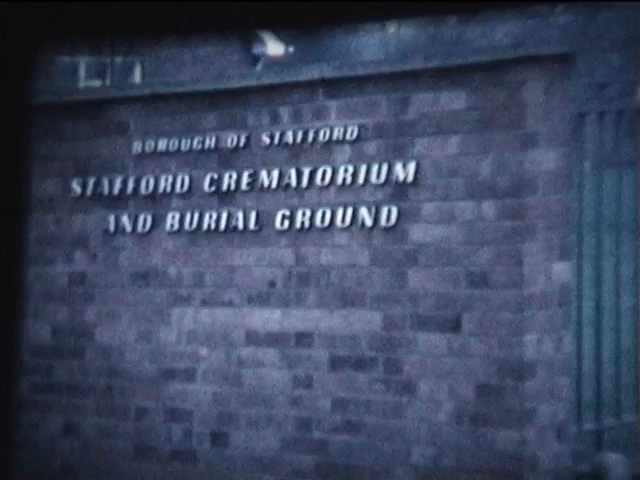 BOROUGH OF STAFFORD
STAFFORD CREMATORIUM
AND BURIAL GROUND